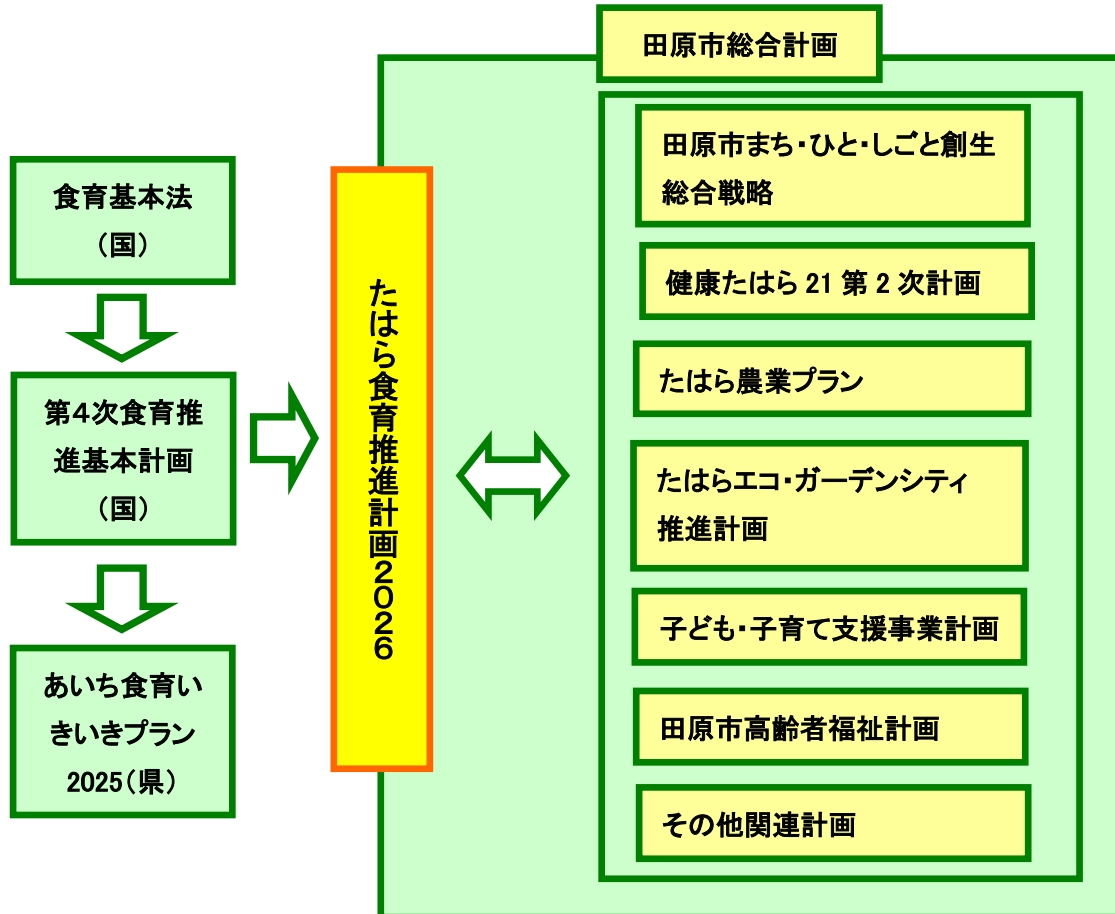 田原市総合計画
食育基本法
（国）
第４次食育推
進基本計画
（国）
あいち食育い
きいきプラン
2025（県）
たはら食育推進計画２０２６
田原市まち・ひと・しごと創生
総合戦略
健康たはら 21 第 2 次計画
たはら農業プラン
たはらエコ・ガーデンシティ
推進計画
子ども・子育て支援事業計画
田原市高齢者福祉計画
その他関連計画